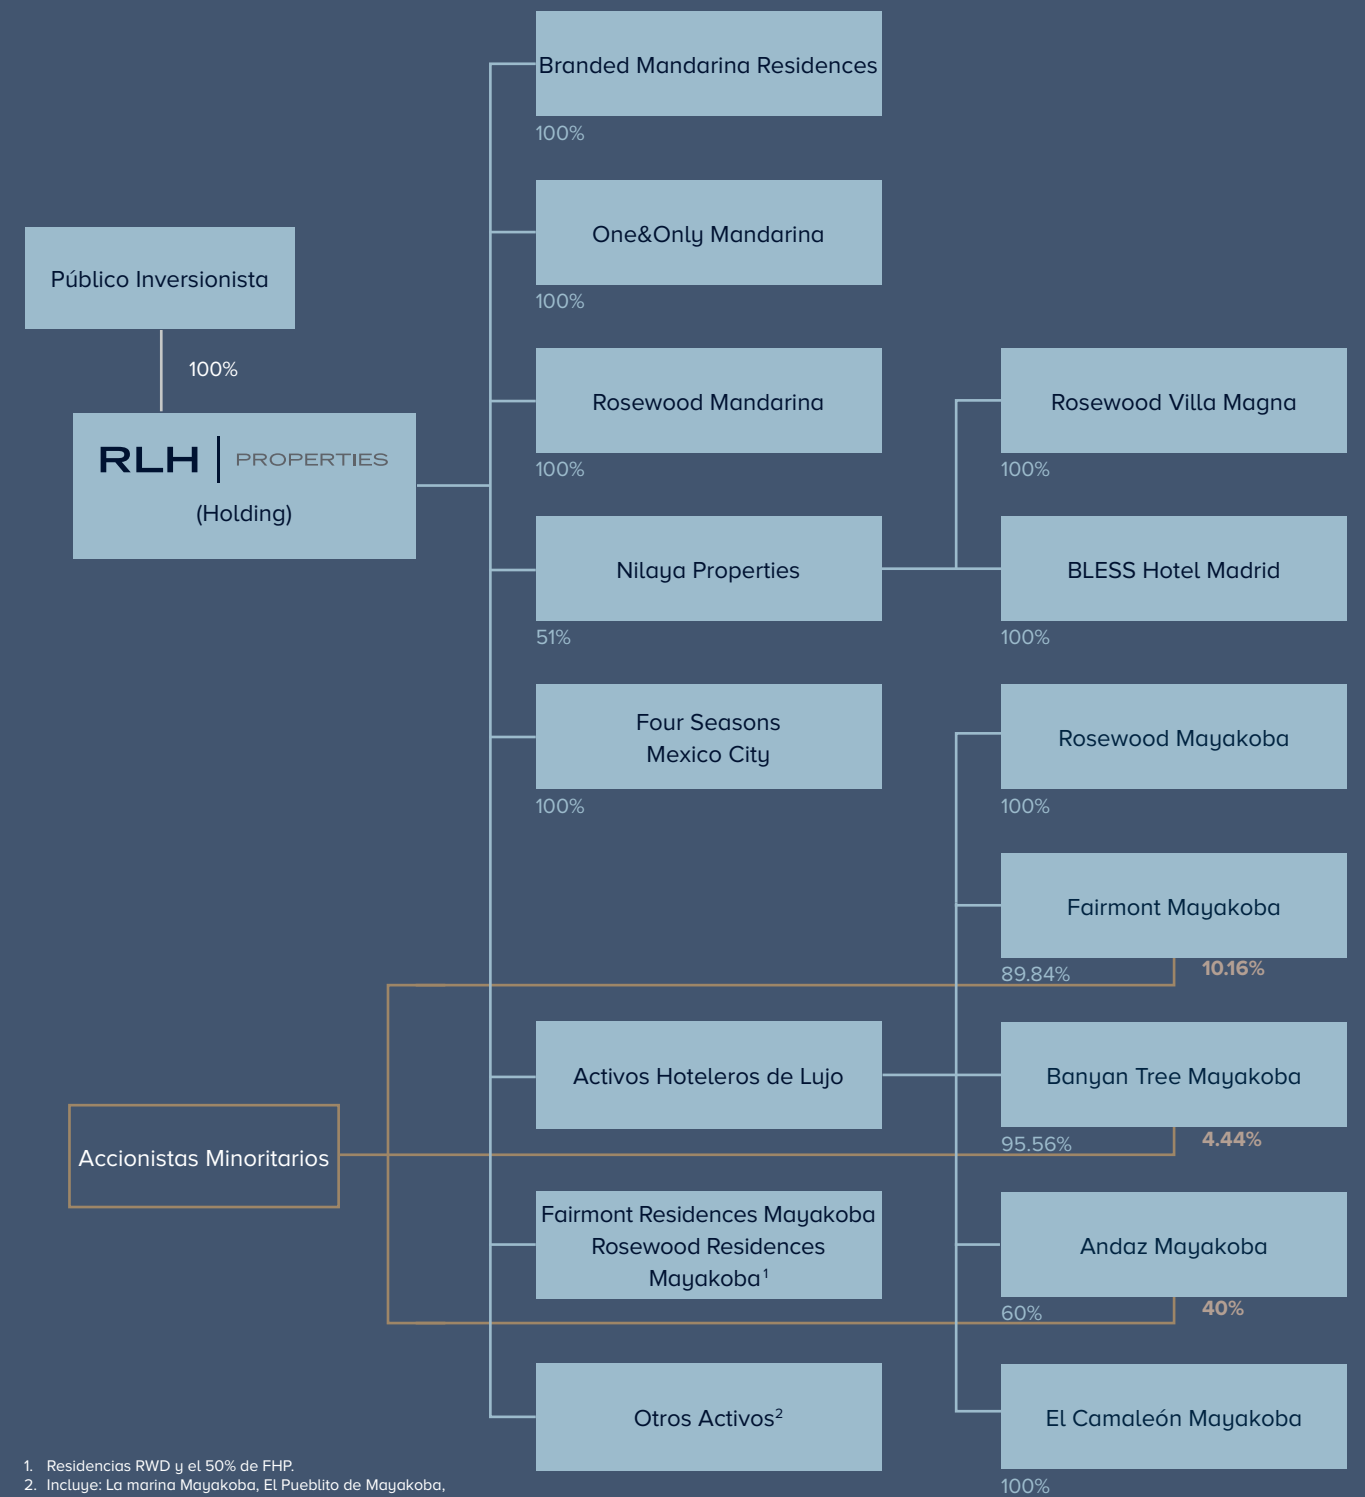 Branded Mandarina Residences
100%
One&Only Mandarina
100%
Público Inversionista
100%
RLH | PROPERTIES
(Holding)
Rosewood Mandarina
100%
Rosewood Villa Magna
100%
Nilaya Properties
51%
BLESS Hotel Madrid
100%
Four Seasons
Mexico City
100%
Rosewood Mayakoba
100%
Fairmont Mayakoba
89.84%
10.16%
Activos Hoteleros de Lujo
Banyan Tree Mayakoba
95.56%
4.44%
Accionistas Minoritarios
Fairmont Residences Mayakoba
Rosewood Residences
Mayakoba¹
Andaz Mayakoba
60%
40%
Otros Activos²
El Camaleón Mayakoba
100%
1. Residencias RWD y el 50% de FHP.
2. Incluye: La marina Mayakoba, El Pueblito de Mayakoba,